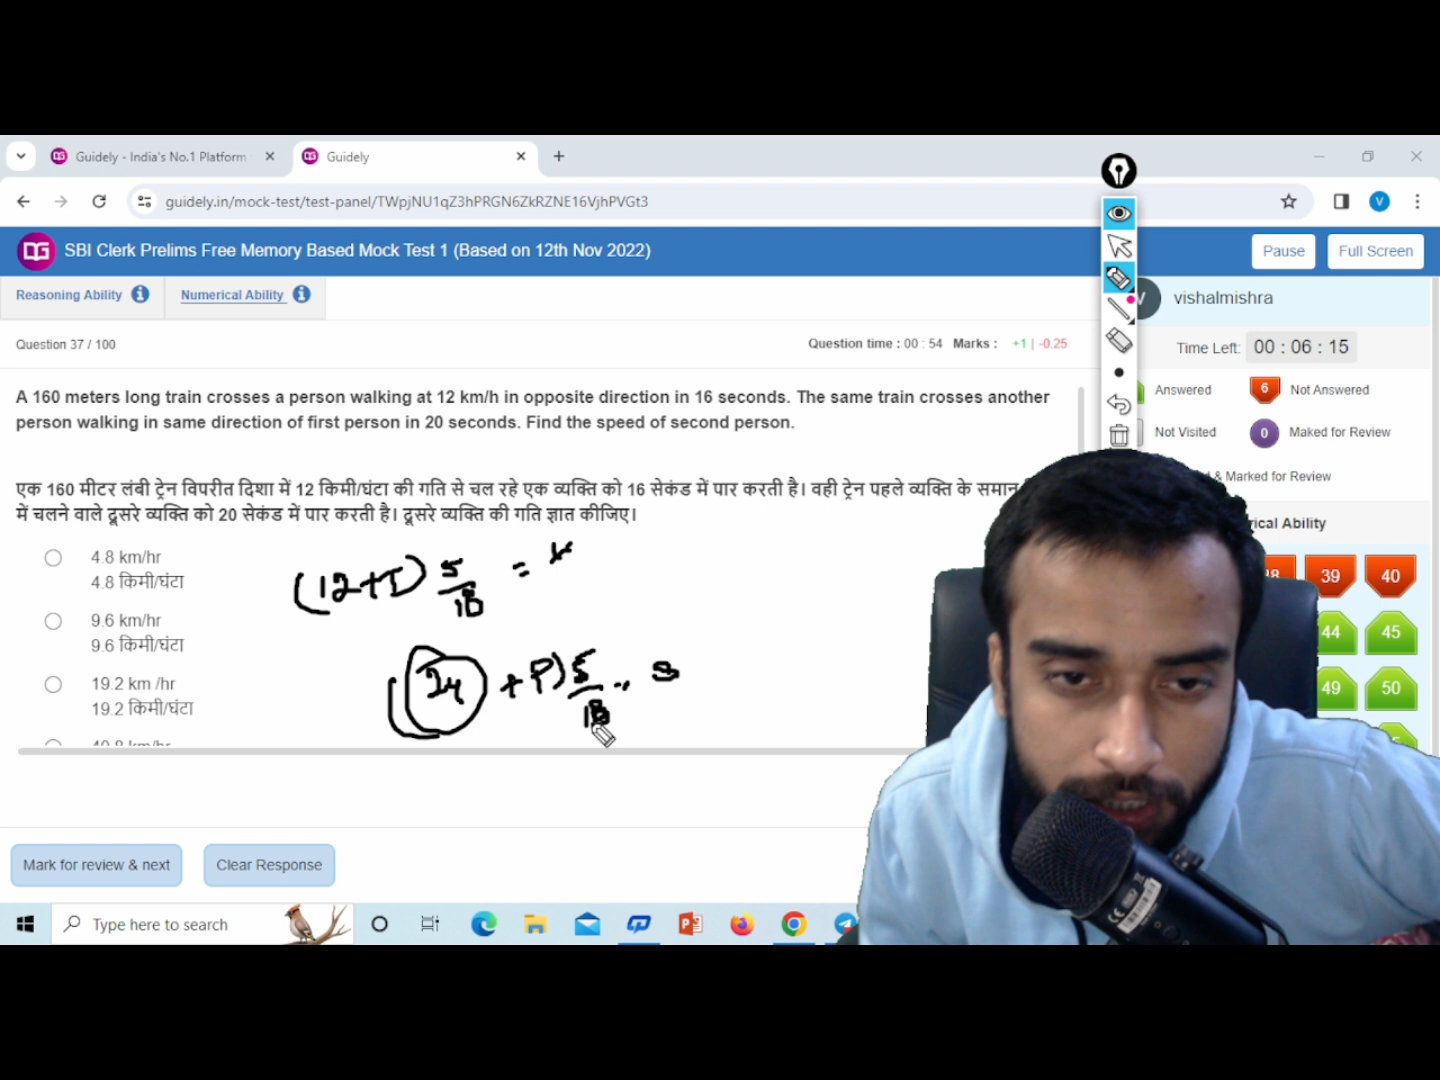 Guidely - India's No.1 Platform
Guidely
guidely.in/mock-test/test-panel/TWpjNU1qZ3hPRGN6ZkRZNE16VjhPVGt3
V
SBI Clerk Prelims Free Memory Based Mock Test 1 (Based on 12th Nov 2022)
Pause
Full Screen
Reasoning Ability
Numerical Ability
V
vishalmishra
Question 37 / 100
Question time : 00 : 54 Marks : +1 | -0.25
Time Left: 00 : 06 : 15
Answered
6 Not Answered
Not Visited
0 Maked for Review
& Marked for Review
A 160 meters long train crosses a person walking at 12 km/h in opposite direction in 16 seconds. The same train crosses another
person walking in same direction of first person in 20 seconds. Find the speed of second person.
एक 160 मीटर लंबी ट्रेन विपरीत दिशा में 12 किमी/घंटा की गति से चल रहे एक व्यक्ति को 16 सेकंड में पार करती है। वही ट्रेन पहले व्यक्ति के समान
में चलने वाले दूसरे व्यक्ति को 20 सेकंड में पार करती है। दूसरे व्यक्ति की गति ज्ञात कीजिए।
4.8 km/hr
4.8 किमी/घंटा
9.6 km/hr
9.6 किमी/घंटा
19.2 km /hr
19.2 किमी/घंटा
(12+T) 5/18 =
(24 + P) 5/18
rical Ability
39 40
44 45
49 50
Mark for review & next
Clear Response
Type here to search